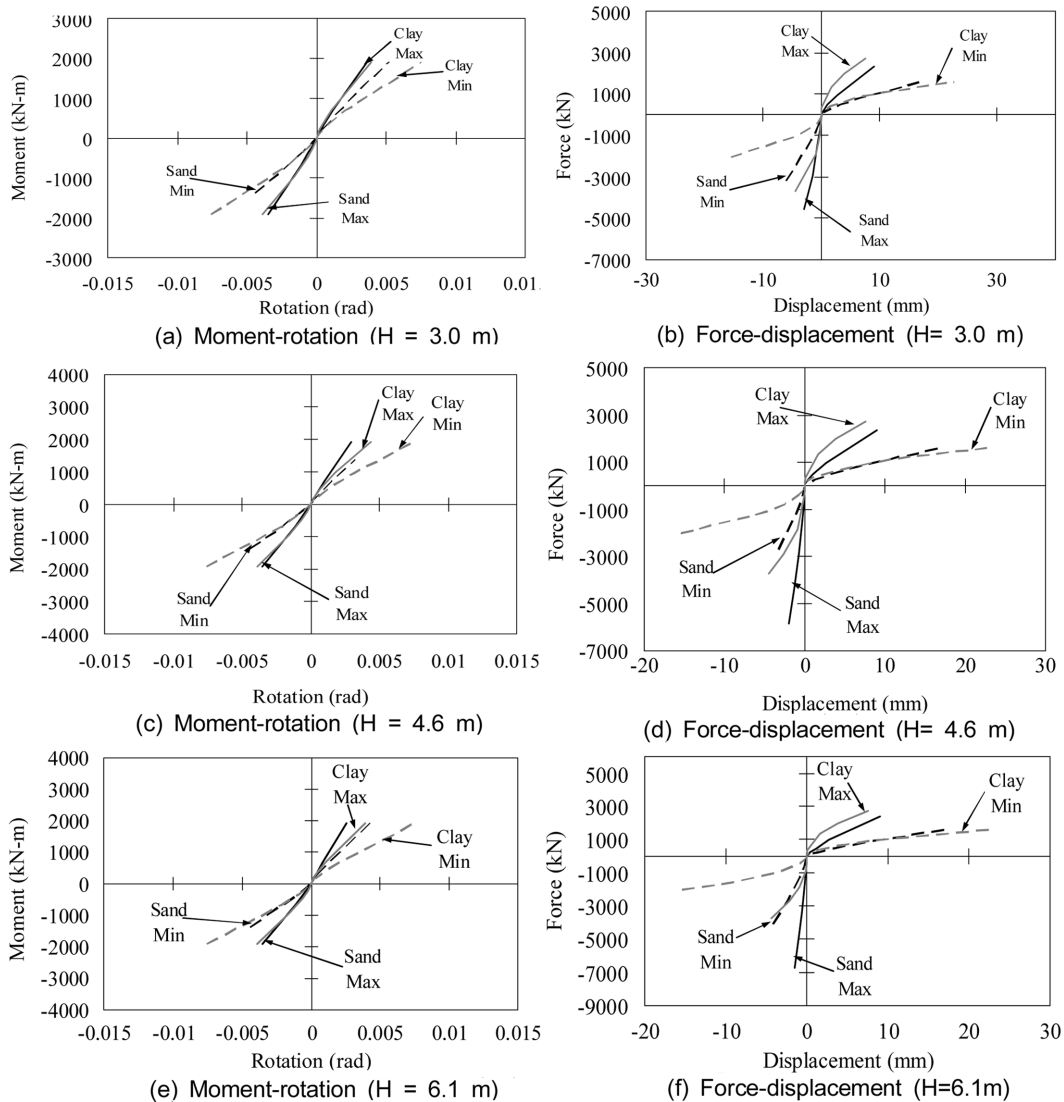 3000
2000
1000
0
-1000
-2000
-3000
Moment (kN-m)
Clay
Max
Clay
Min
Sand
Min
Sand
Max
-0.015 -0.01 -0.005 0 0.005 0.01 0.01
Rotation (rad)
(a) Moment-rotation (H = 3.0 m)
5000
3000
1000
-1000
-3000
-5000
-7000
Force (kN)
Clay
Max
Clay
Min
Sand
Min
Sand
Max
-30 -10 10 30
Displacement (mm)
(b) Force-displacement (H= 3.0 m)
4000
3000
2000
1000
0
-1000
-2000
-3000
-4000
Moment (kN-m)
Clay
Max
Clay
Min
Sand
Min
Sand
Max
-0.015 -0.01 -0.005 0 0.005 0.01 0.015
Rotation (rad)
(c) Moment-rotation (H = 4.6 m)
5000
3000
1000
-1000
-3000
-5000
-7000
Force (kN)
Clay
Max
Clay
Min
Sand
Min
Sand
Max
-20 -10 0 10 20 30
Displacement (mm)
(d) Force-displacement (H= 4.6 m)
4000
3000
2000
1000
0
-1000
-2000
-3000
-4000
Moment (kN-m)
Clay
Max
Clay
Min
Sand
Min
Sand
Max
-0.015 -0.01 -0.005 0 0.005 0.01 0.015
Rotation (rad)
(e) Moment-rotation (H = 6.1 m)
5000
3000
1000
-1000
-3000
-5000
-7000
-9000
Force (kN)
Clay
Max
Clay
Min
Sand
Min
Sand
Max
-20 -10 0 10 20 30
Displacement (mm)
(f) Force-displacement (H=6.1m)